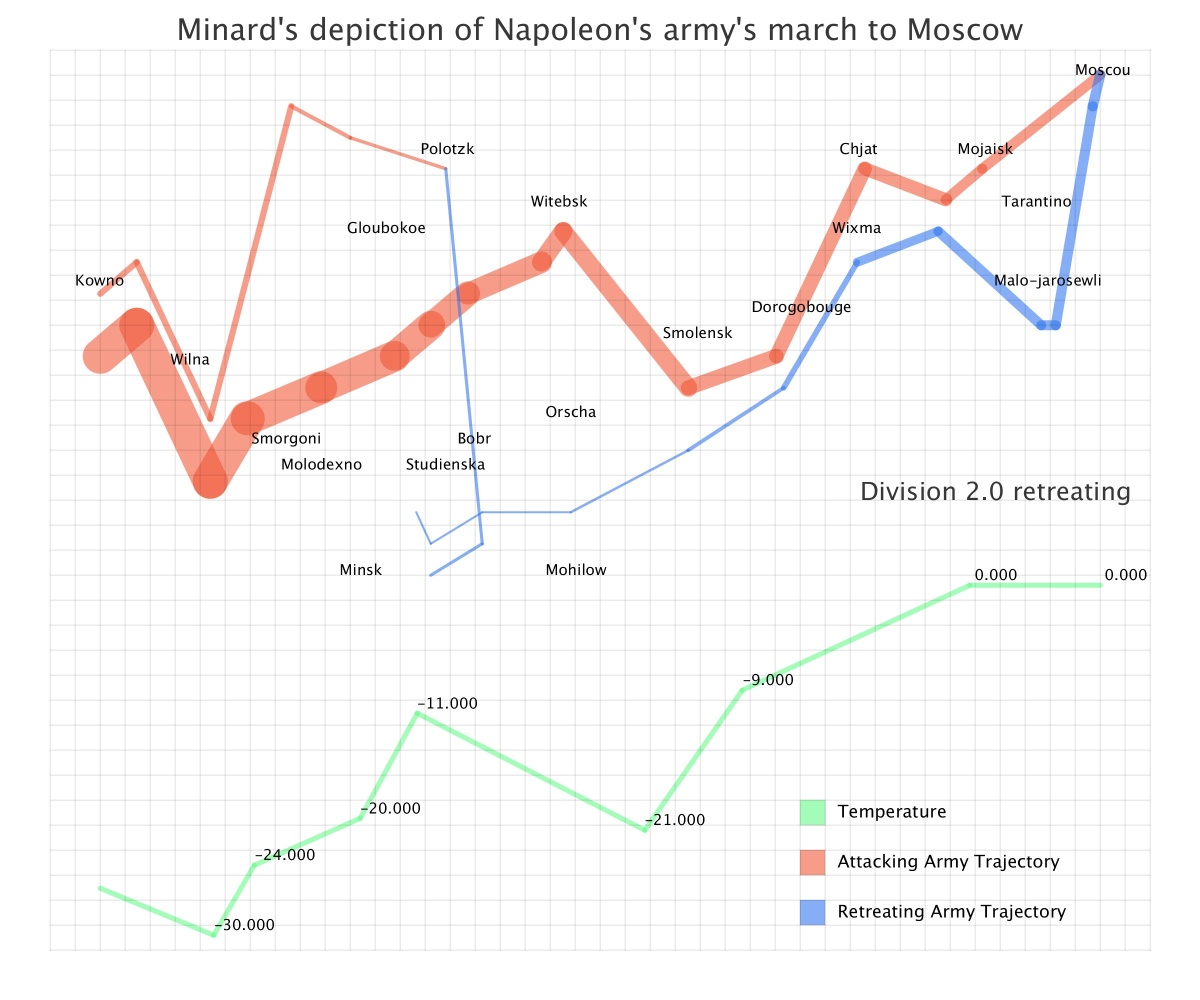 Minard's depiction of Napoleon's army's march to Moscow
Moscou
Polotzk
Chjat
Mojaisk
Witebsk
Tarantino
Gloubokoe
Wixma
Kowno
Malo-jarosewli
Dorogobouge
Smolensk
Wilna
Orscha
Smorgoni
Bobr
Molodexno
Studienska
Division 2.0 retreating
Minsk
Mohilow
0.000
0.000
-9.000
-11.000
-20.000
-21.000
-24.000
-30.000
Temperature
Attacking Army Trajectory
Retreating Army Trajectory